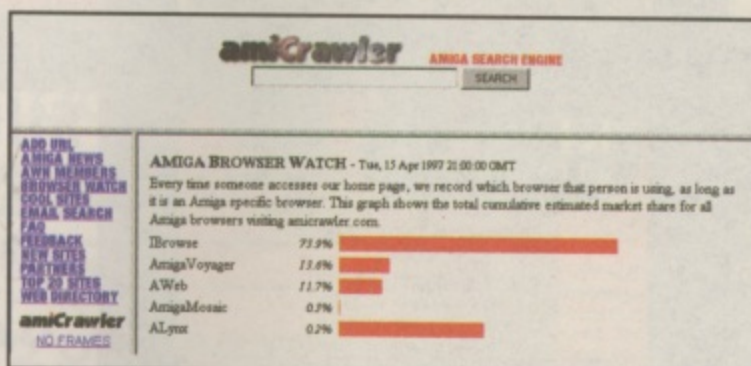 amiCrawler AMIGA SEARCH ENGINE
SEARCH
ADD URL
AMIGA NEWS
AWN MEMBERS
BROWSER WATCH
COOL SITES
EMAIL SEARCH
FAQ
FEEDBACK
NEW SITES
PARTNERS
TOP 20 SITES
WEB DIRECTORY
amiCrawler
NO FRAMES
AMIGA BROWSER WATCH - Tue, 15 Apr 1997 21:00:00 GMT
Every time someone accesses our home page, we record which browser that person is using, as long as
it is an Amiga specific browser. This graph shows the total cumulative estimated market share for all
Amiga browsers visiting amicrawler.com.
IBrowse 73.9%
AmigaVoyager 13.6%
AWeb 11.7%
AmigaMosaic
ALynx 0.2%